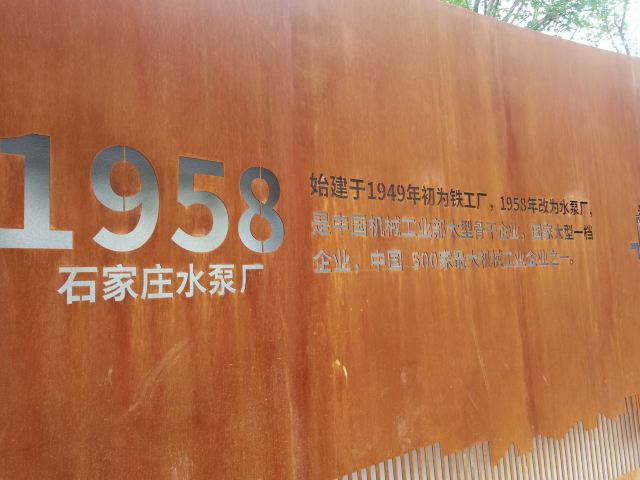 1958
石家庄水泵厂
始建于1949年初为铁工厂，1958年改为水泵厂，
是中国机械工业部大型骨干企业，国家大型一档
企业，中国 500家最大机械工业企业之一。